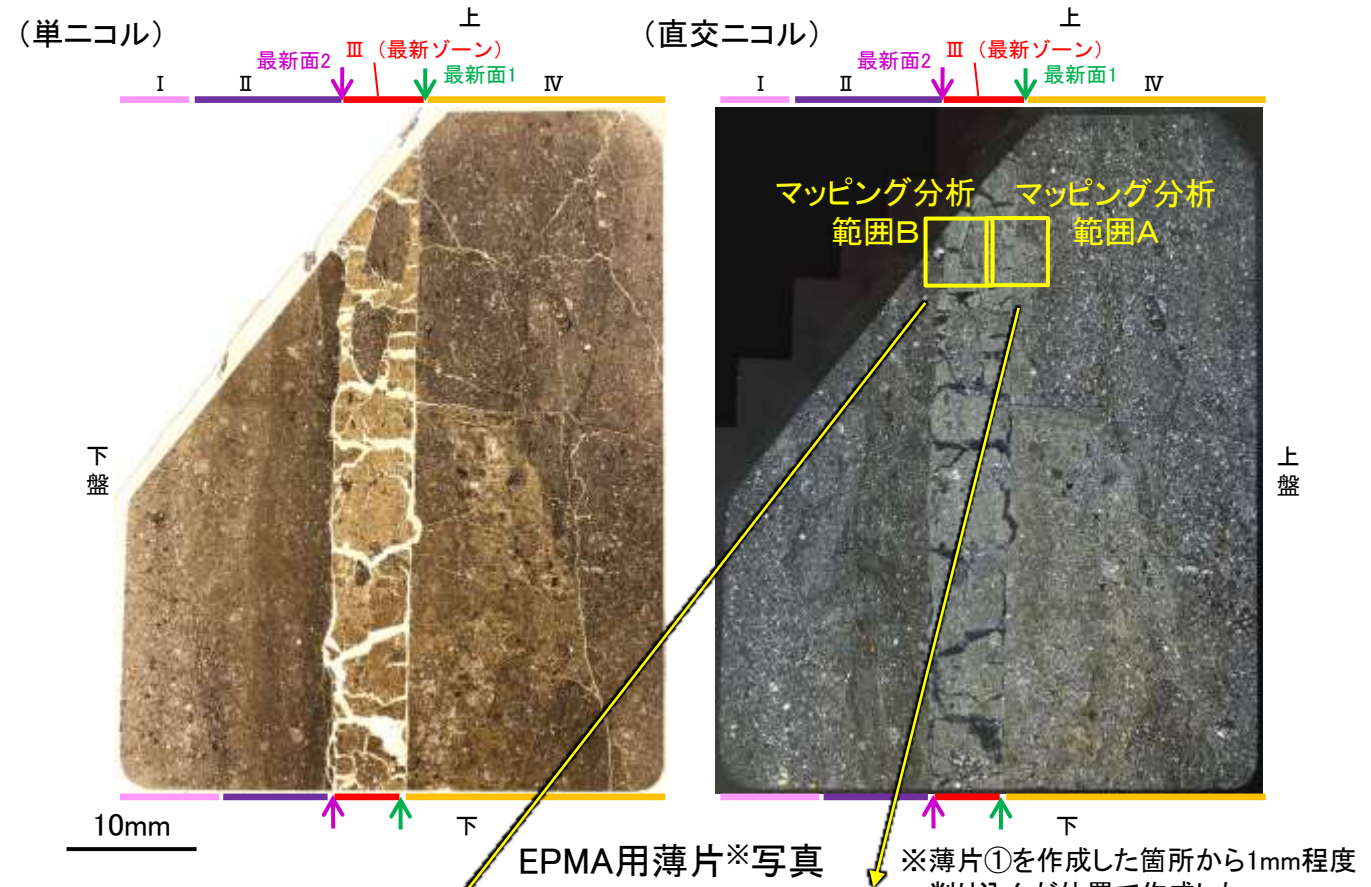 (単ニコル)
上
最新面2
Ⅲ(最新ゾーン)
最新面1
Ⅰ
Ⅱ
Ⅳ
下
盤
10mm
下
(直交ニコル)
上
最新面2
Ⅲ(最新ゾーン)
最新面1
Ⅰ
Ⅱ
Ⅳ
マッピング分析
範囲B
マッピング分析
範囲A
上
盤
下
EPMA用薄片※写真
※薄片①を作成した箇所から1mm程度